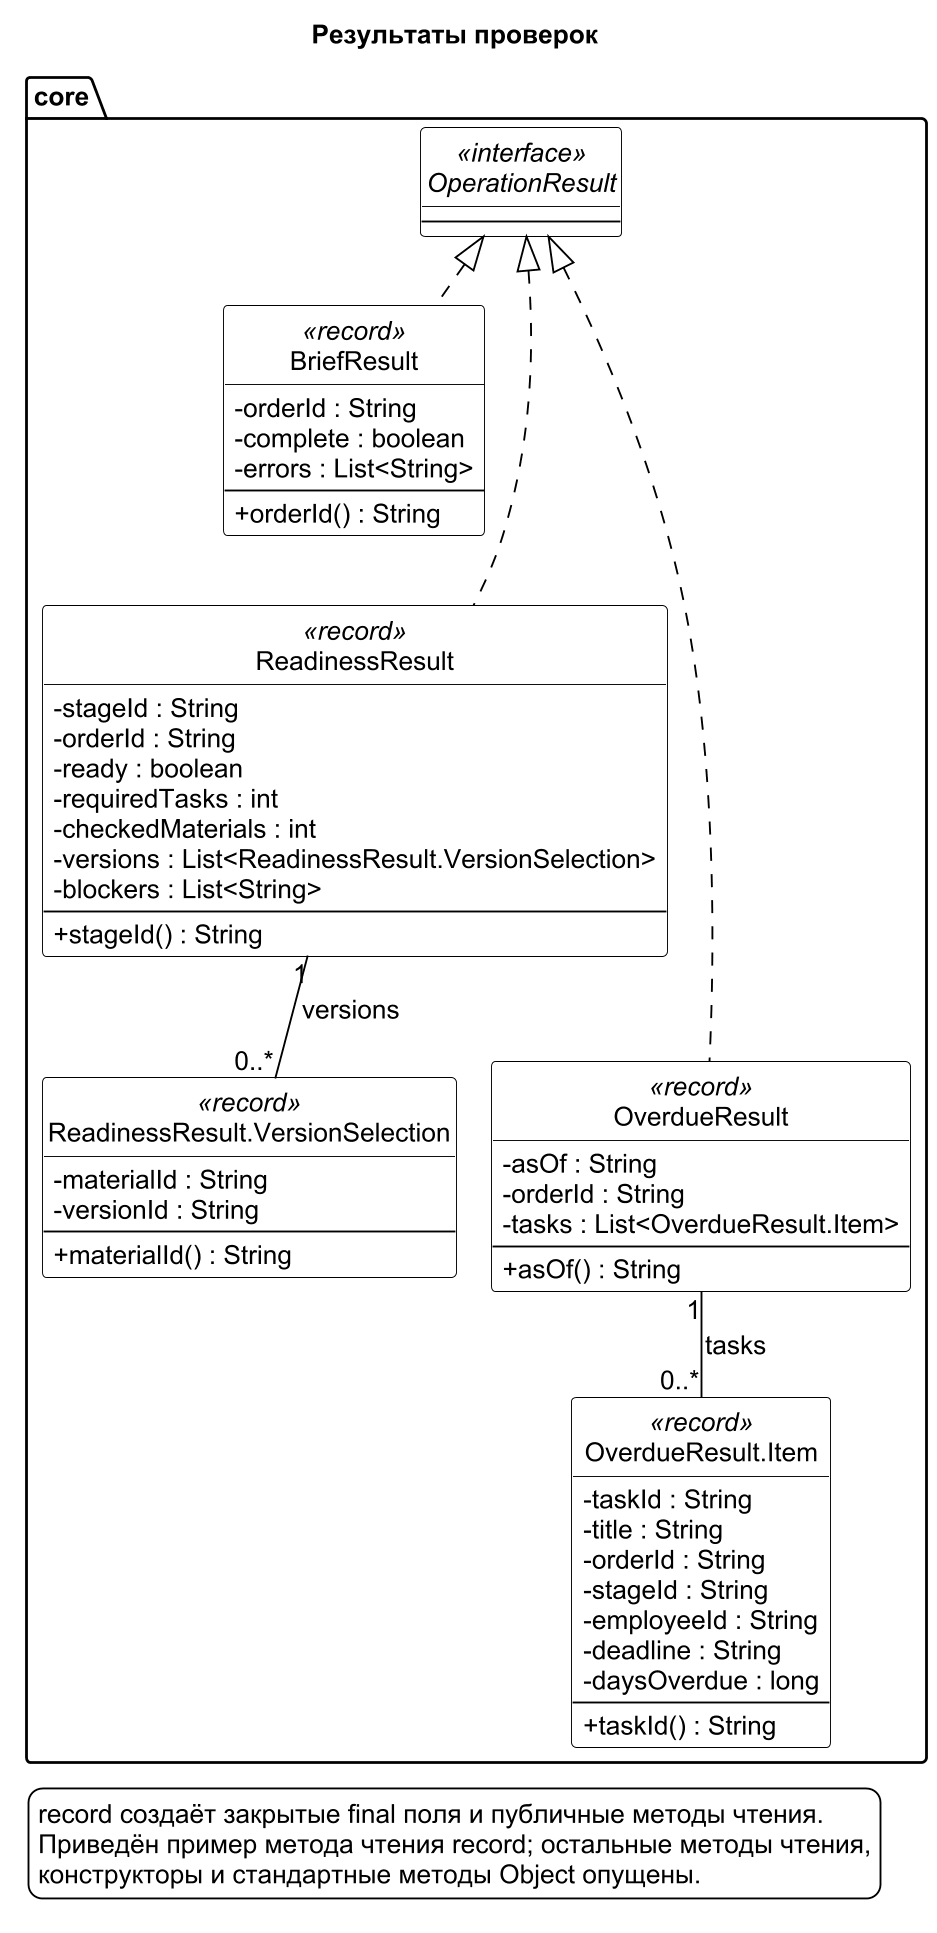 Результаты проверок
core
«interface»
OperationResult
«record»
BriefResult
-orderId : String
-complete : boolean
-errors : List<String>
+orderId() : String
«record»
ReadinessResult
-stageId : String
-orderId : String
-ready : boolean
-requiredTasks : int
-checkedMaterials : int
-versions : List<ReadinessResult.VersionSelection>
-blockers : List<String>
+stageId() : String
1
versions
0..*
«record»
ReadinessResult.VersionSelection
-materialId : String
-versionId : String
+materialId() : String
«record»
OverdueResult
-asOf : String
-orderId : String
-tasks : List<OverdueResult.Item>
+asOf() : String
1
tasks
0..*
«record»
OverdueResult.Item
-taskId : String
-title : String
-orderId : String
-stageId : String
-employeeId : String
-deadline : String
-daysOverdue : long
+taskId() : String
record создаёт закрытые final поля и публичные методы чтения.
Приведён пример метода чтения record; остальные методы чтения,
конструкторы и стандартные методы Object опущены.